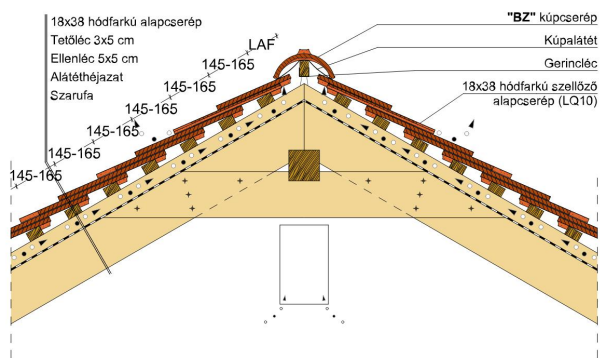 18x38 hódfarkú alapcserép
Tetőléc 3x5 cm
Ellenléc 5x5 cm
Alátéthéjazat
Szarufa
"BZ" kúpcserép
Kúpalátét
Gerincléc
18x38 hódfarkú szellőző
alapcserép (LQ10)
LAF
145-165
145-165
145-165
145-165
145-165